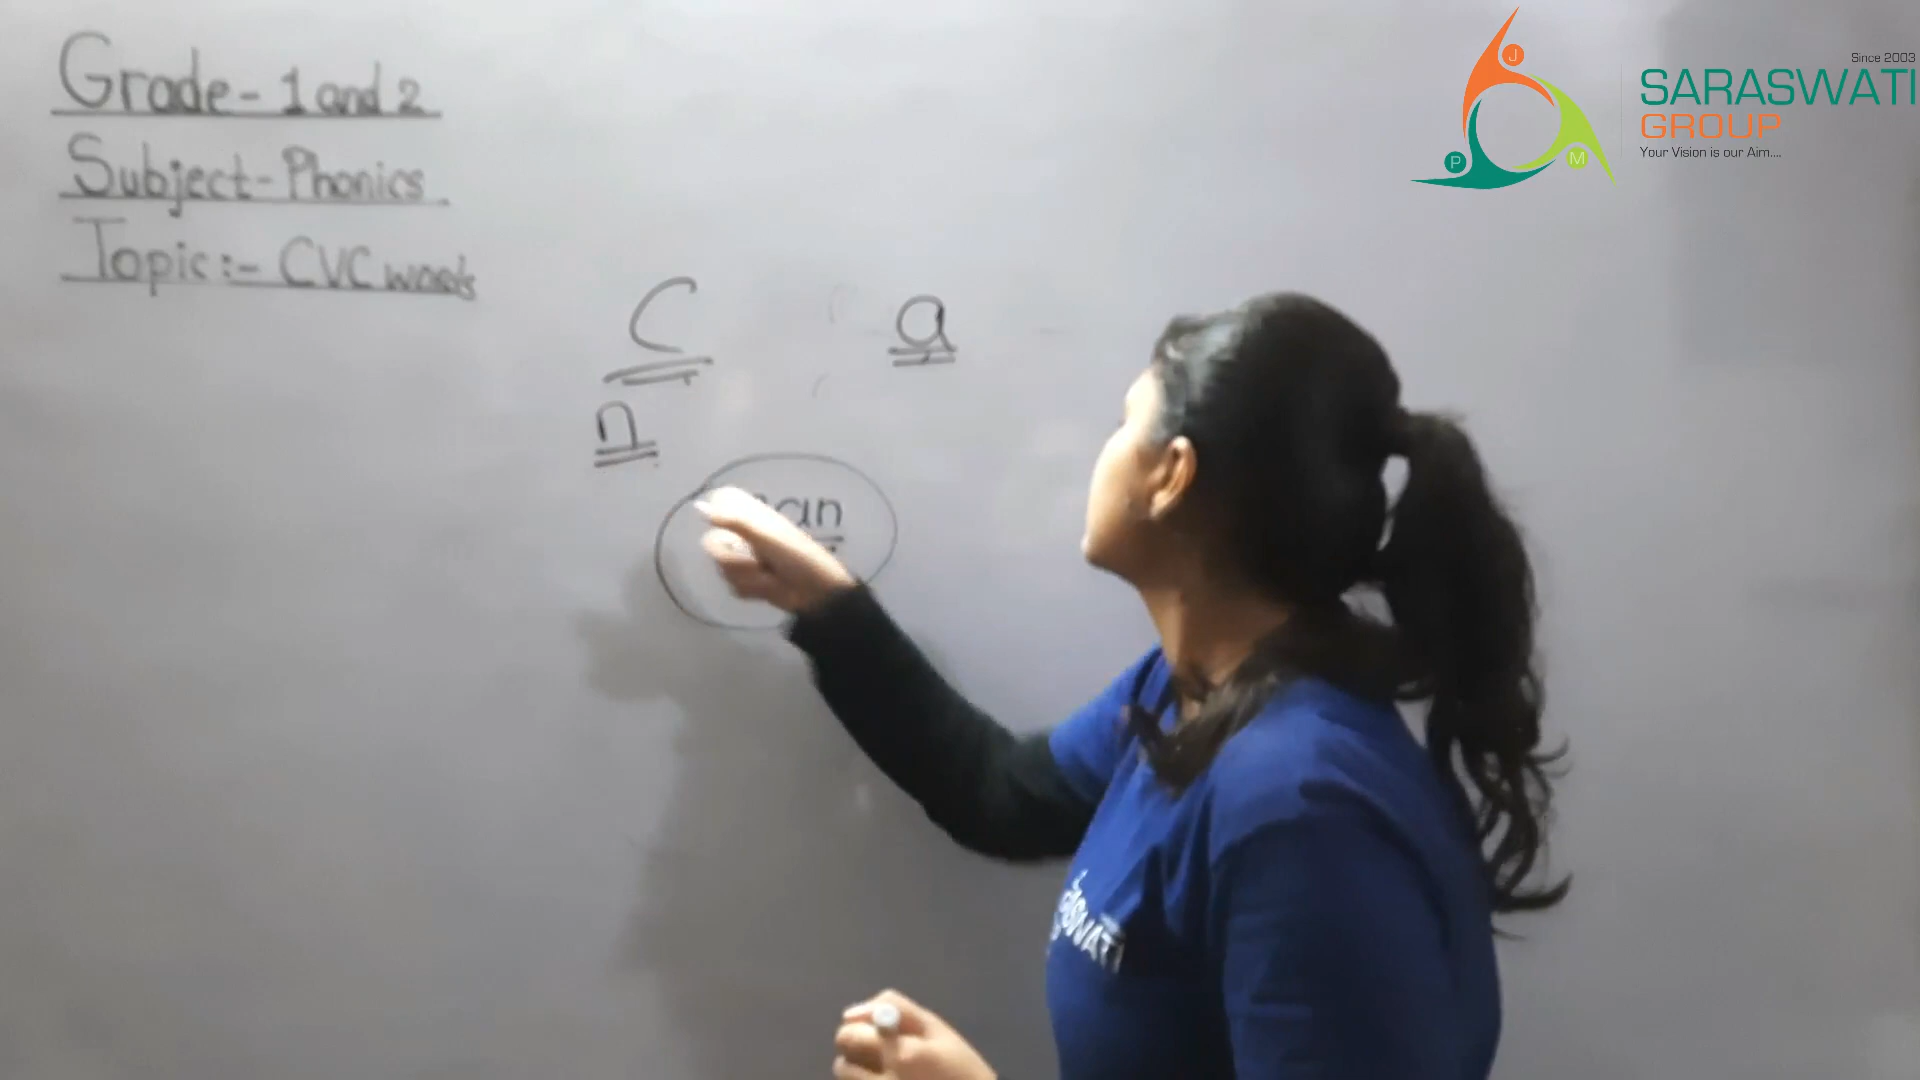 Grade - 1 and 2
Subject - Phonics
Topic :- CVC words
C a
n
an
J
P
M
Since 2003
SARASWATI
GROUP
Your Vision is our Aim....